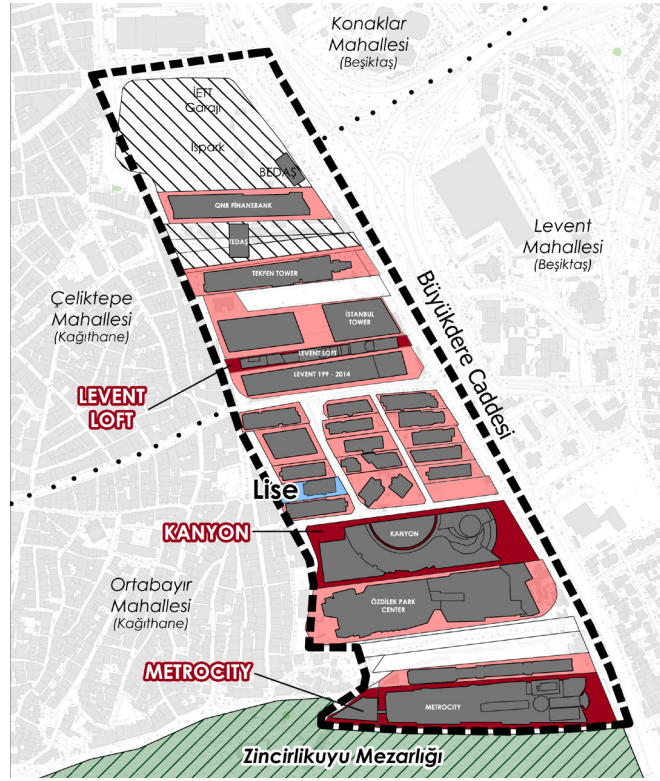 Konaklar
Mahallesi
(Beşiktaş)
İETT
Garajı
Ispark
BEDAŞ
QNB FİNANSBANK
TEDAŞ
Levent
Mahallesi
(Beşiktaş)
TEKFEN TOWER
Büyükdere Caddesi
Çeliktepe
Mahallesi
(Kağıthane)
İSTANBUL
TOWER
LEVENT LOFT
LEVENT 199 - 2014
LEVENT
LOFT
Lise
KANYON
KANYON
Ortabayır
Mahallesi
(Kağıthane)
ÖZDİLEK PARK
CENTER
METROCITY
METROCITY
Zincirlikuyu Mezarlığı